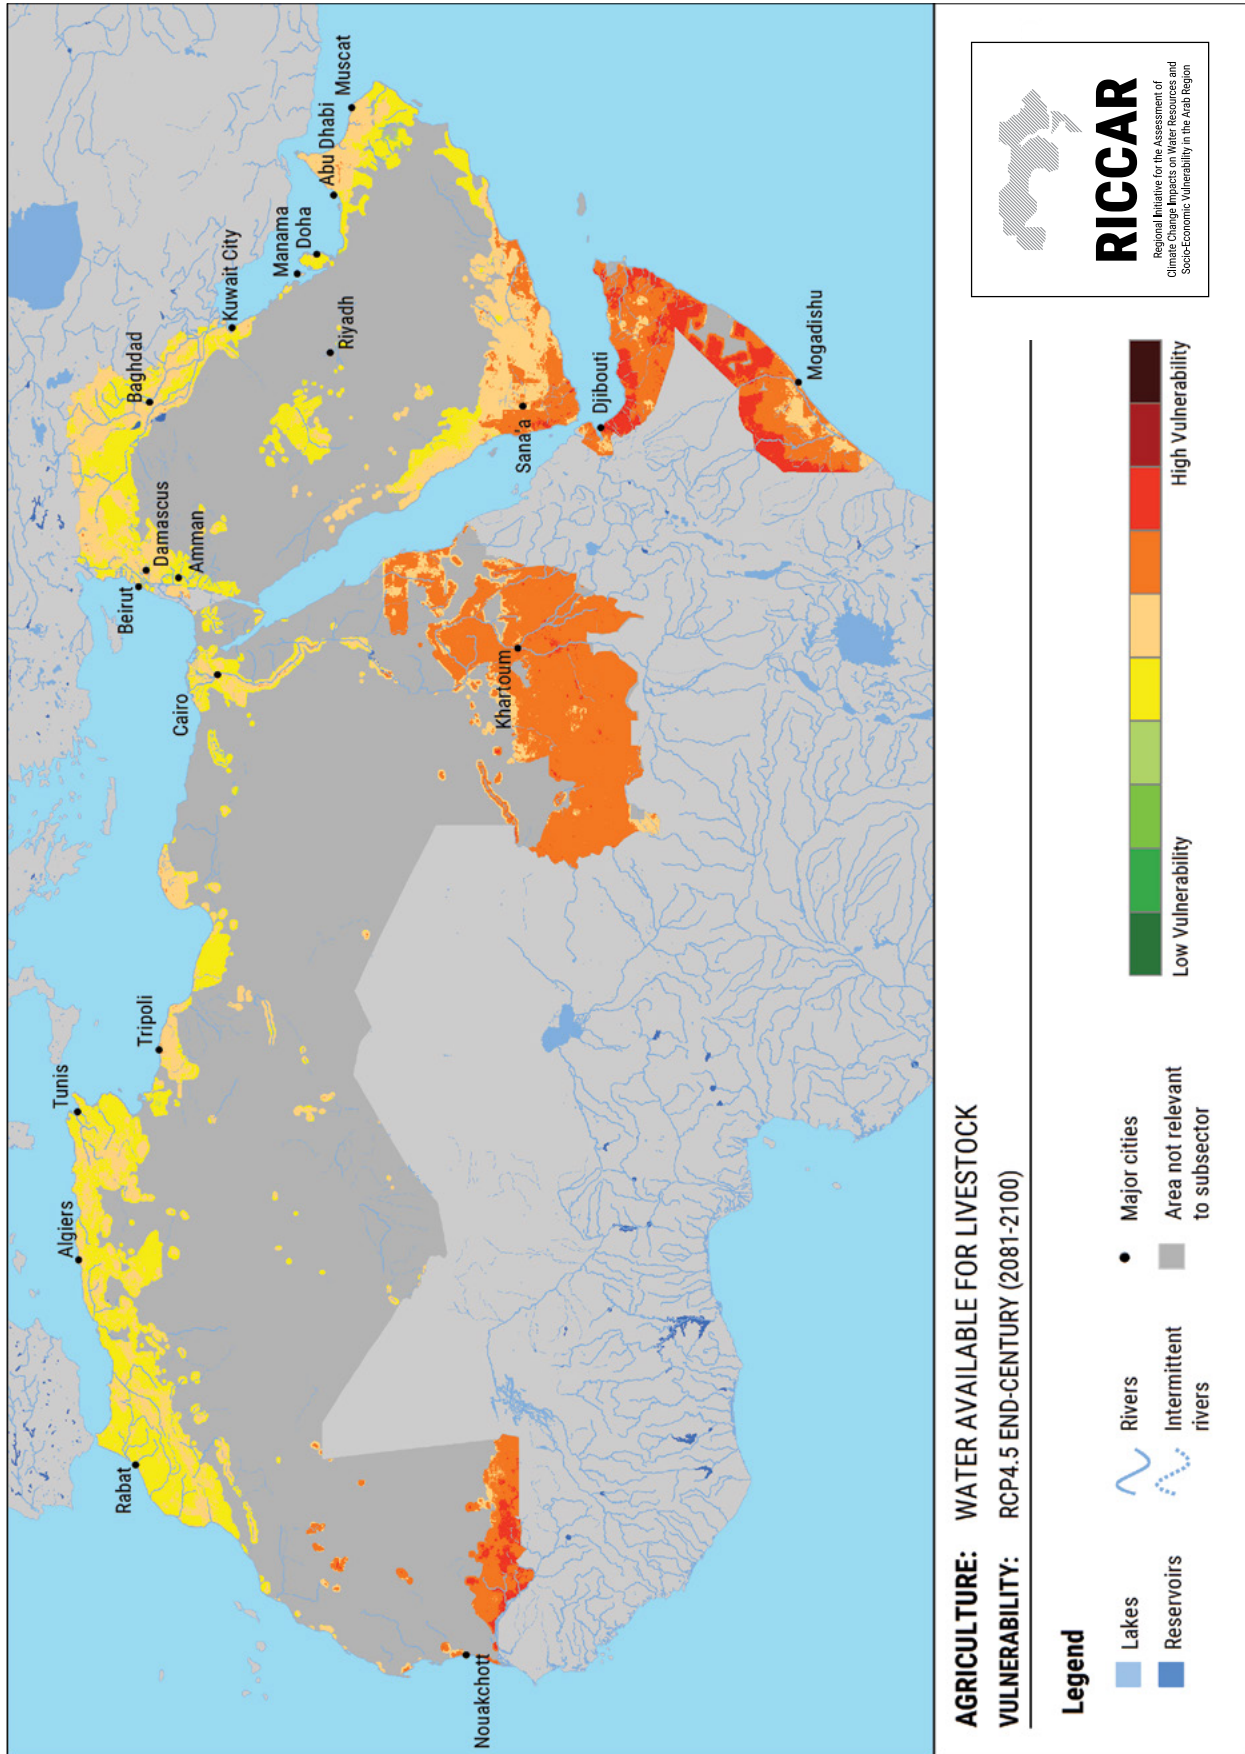 Rabat
Algiers
Tunis
Tripoli
Cairo
Beirut
Damascus
Amman
Baghdad
Kuwait City
Manama
Doha
Abu Dhabi
Muscat
Riyadh
Sana'a
Djibouti
Mogadishu
Khartoum
Nouakchott
AGRICULTURE: WATER AVAILABLE FOR LIVESTOCK
VULNERABILITY: RCP4.5 END-CENTURY (2081-2100)
Legend
Lakes
Reservoirs
Rivers
Intermittent
rivers
Major cities
Area not relevant
to subsector
Low Vulnerability
High Vulnerability
RICCAR
Regional Initiative for the Assessment of
Climate Change Impacts on Water Resources and
Socio-Economic Vulnerability in the Arab Region